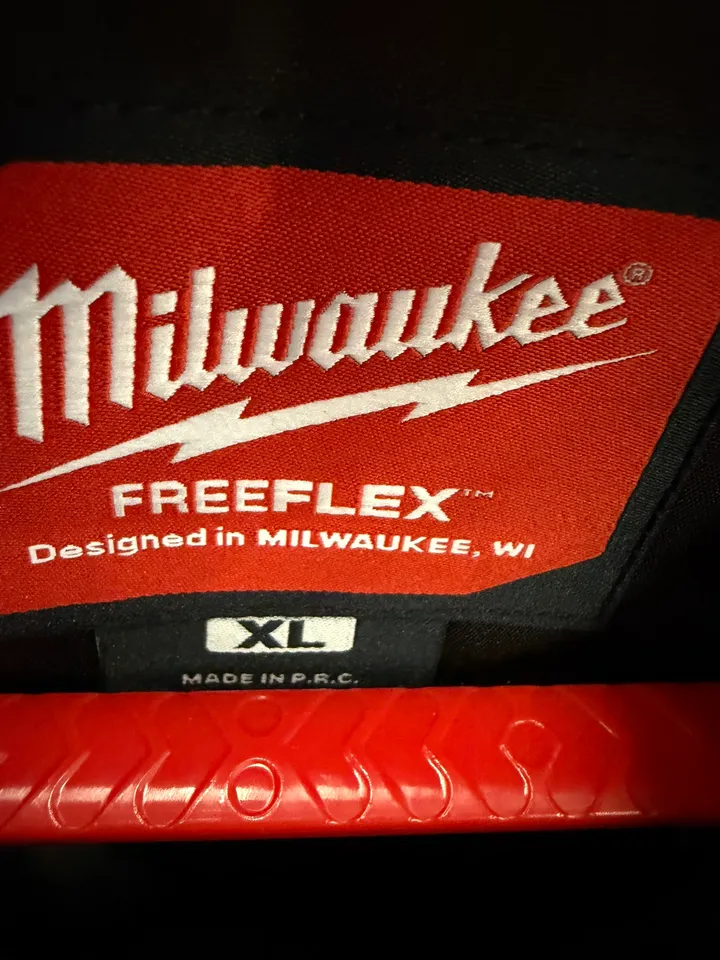 Milwaukee®
FREEFLEX™
Designed in MILWAUKEE, WI
XL
MADE IN P.R.C.